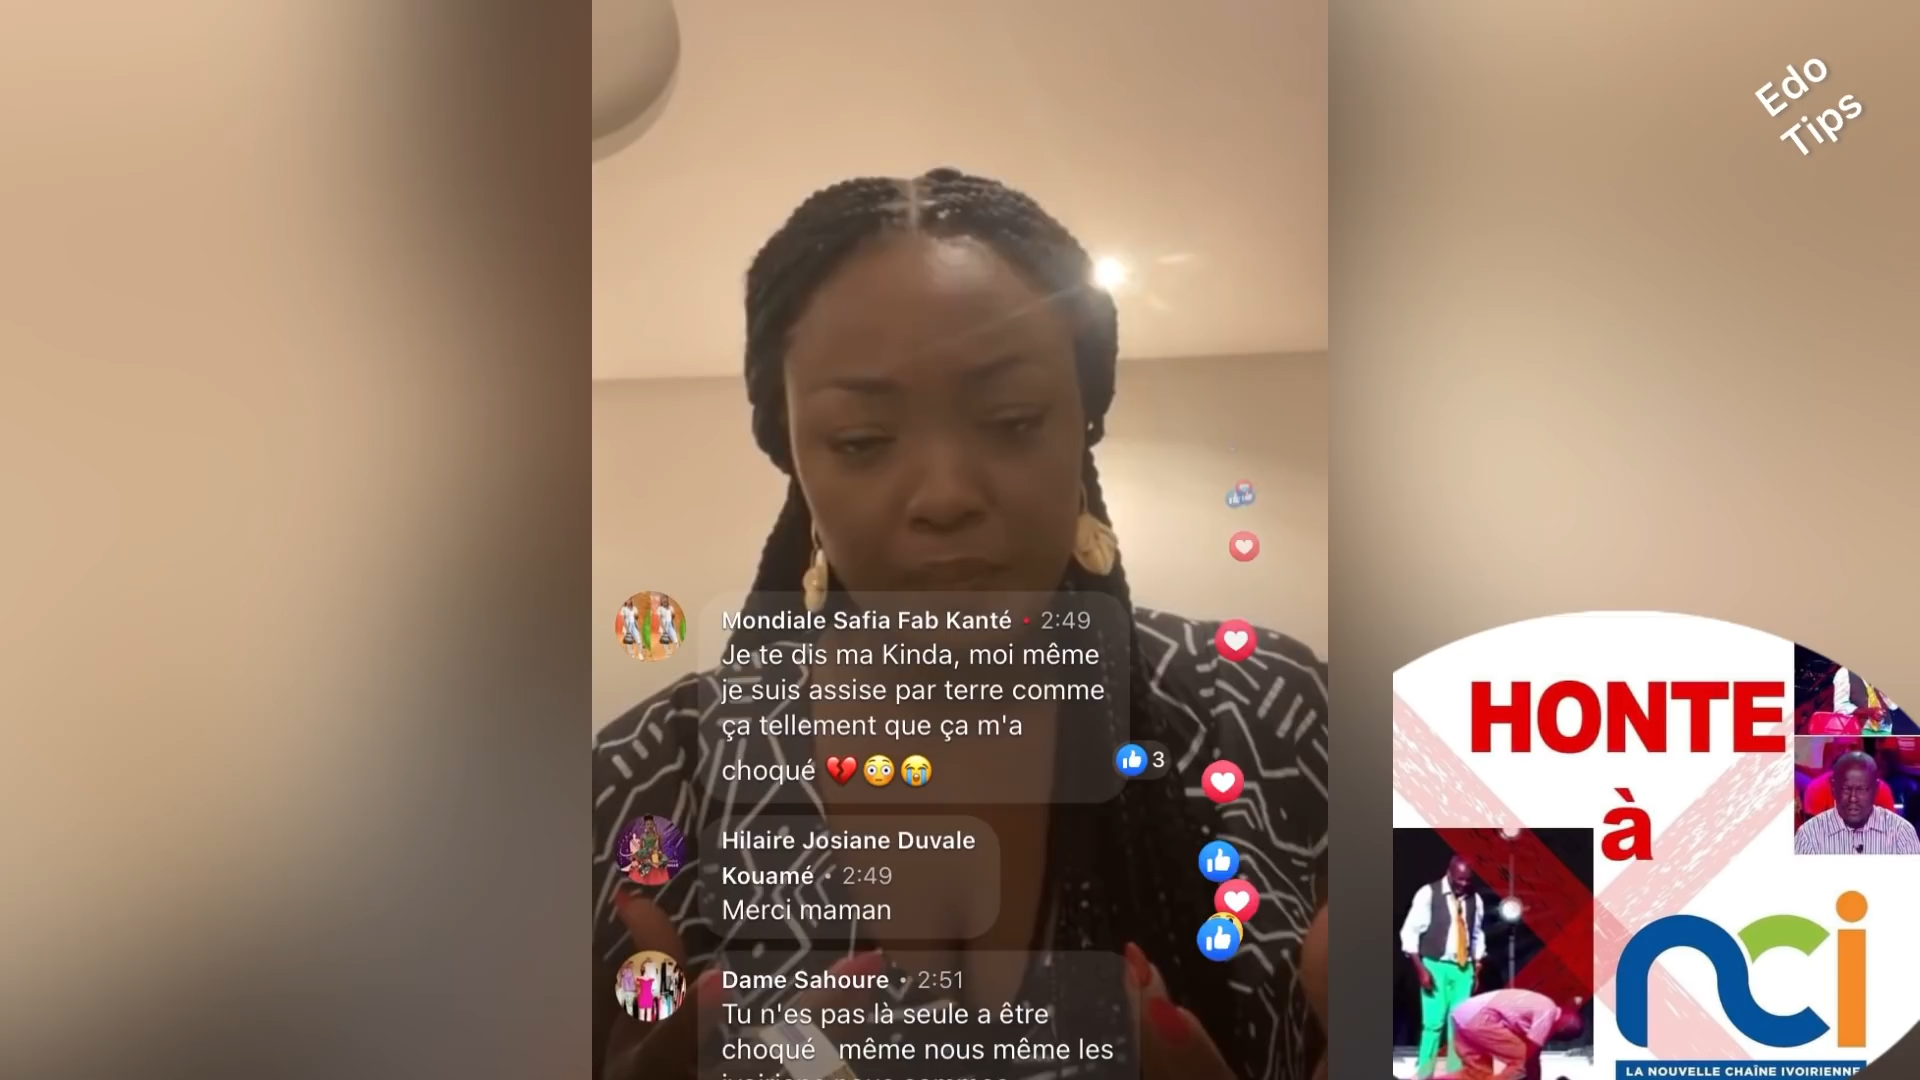 Edo
Tips
Mondiale Safia Fab Kanté • 2:49
Je te dis ma Kinda, moi même
je suis assise par terre comme
ça tellement que ça m'a
choqué 💔😳😭
3
Hilaire Josiane Duvale
Kouamé • 2:49
Merci maman
Dame Sahoure • 2:51
Tu n'es pas là seule a être
choqué même nous même les
HONTE
à
nci
LA NOUVELLE CHAÎNE IVOIRIENNE